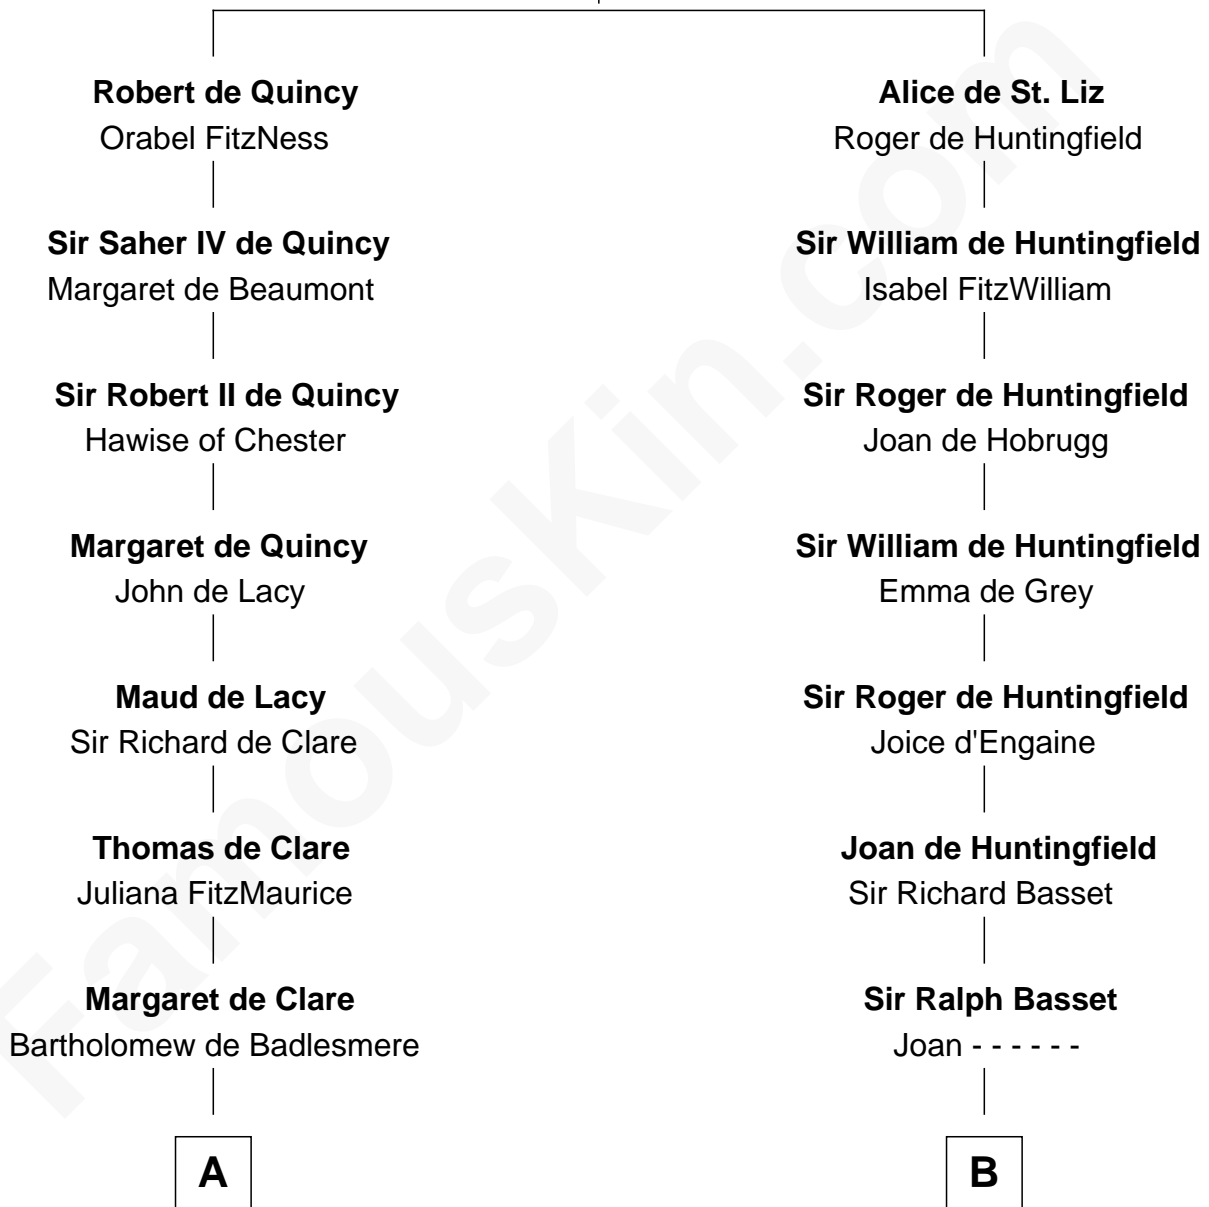 Robert de Quincy
Orabel FitzNess
Sir Saher IV de Quincy
Margaret de Beaumont
Sir Robert II de Quincy
Hawise of Chester
Margaret de Quincy
John de Lacy
Maud de Lacy
Sir Richard de Clare
Thomas de Clare
Juliana FitzMaurice
Margaret de Clare
Bartholomew de Badlesmere
A
Alice de St. Liz
Roger de Huntingfield
Sir William de Huntingfield
Isabel FitzWilliam
Sir Roger de Huntingfield
Joan de Hobrugg
Sir William de Huntingfield
Emma de Grey
Sir Roger de Huntingfield
Joice d'Engaine
Joan de Huntingfield
Sir Richard Basset
Sir Ralph Basset
Joan - - - - - -
B
FamousKin.com